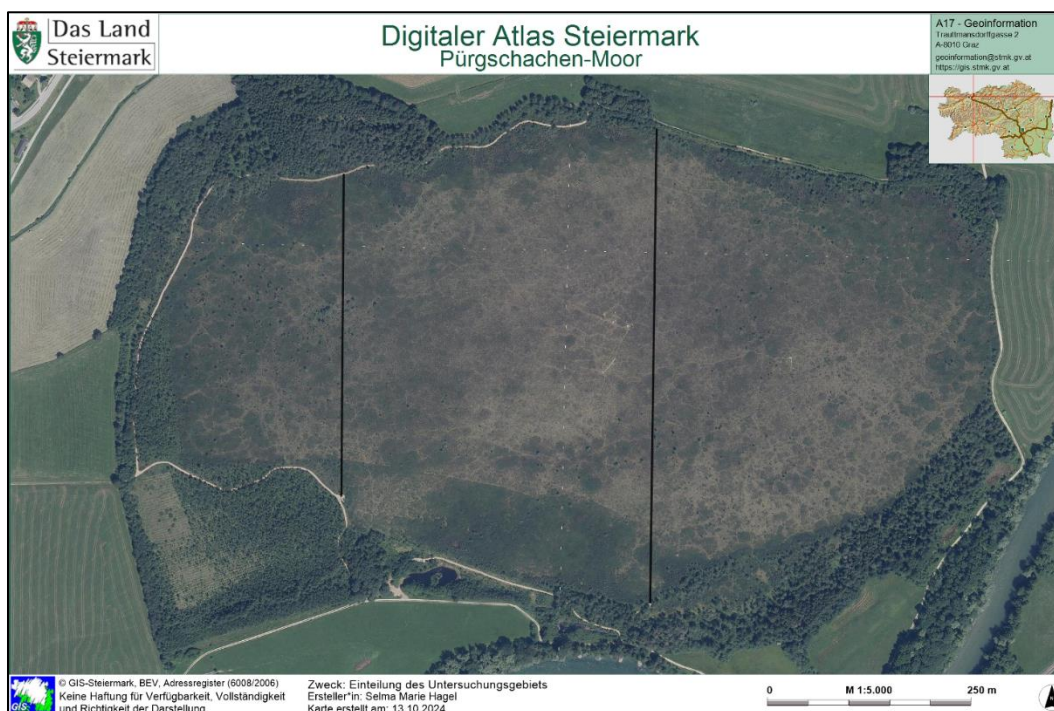 Das Land
Steiermark
Digitaler Atlas Steiermark
Pürgschachen-Moor
A17 - Geoinformation
Trauttmansdorffgasse 2
A-8010 Graz
geoinformation@stmk.gv.at
https://gis.stmk.gv.at
GIS
© GIS-Steiermark, BEV, Adressregister (6008/2006)
Keine Haftung für Verfügbarkeit, Vollständigkeit
und Richtigkeit der Darstellung
Zweck: Einteilung des Untersuchungsgebiets
Ersteller*in: Selma Marie Hagel
Karte erstellt am: 13.10.2024
0 M 1:5.000 250 m